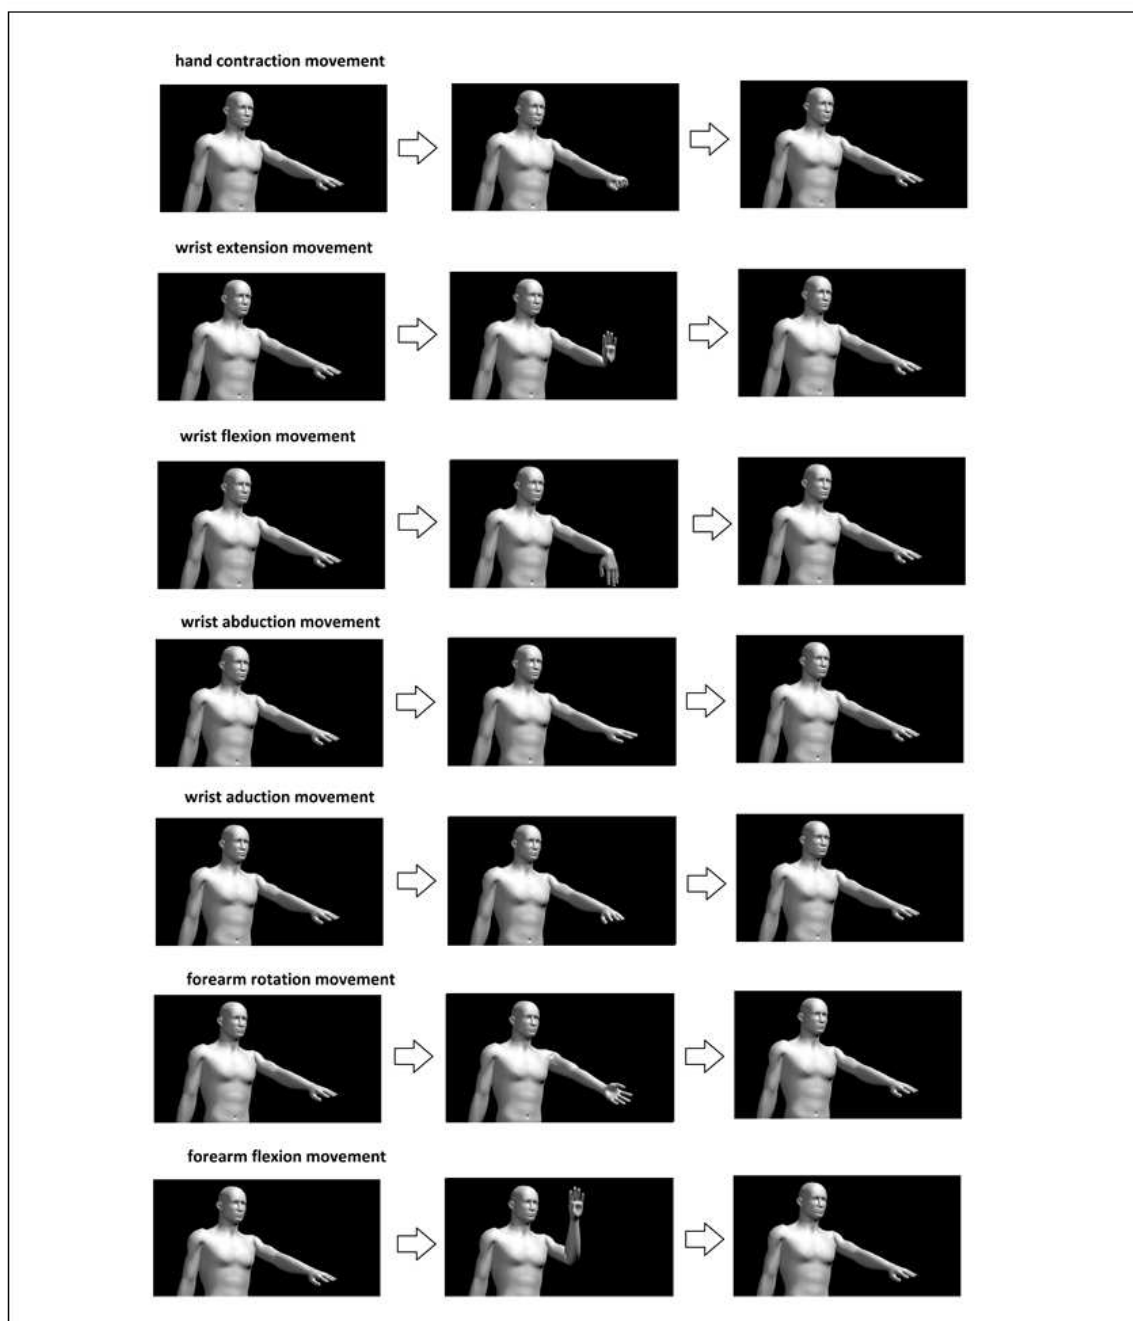 hand contraction movement
wrist extension movement
wrist flexion movement
wrist abduction movement
wrist aduction movement
forearm rotation movement
forearm flexion movement